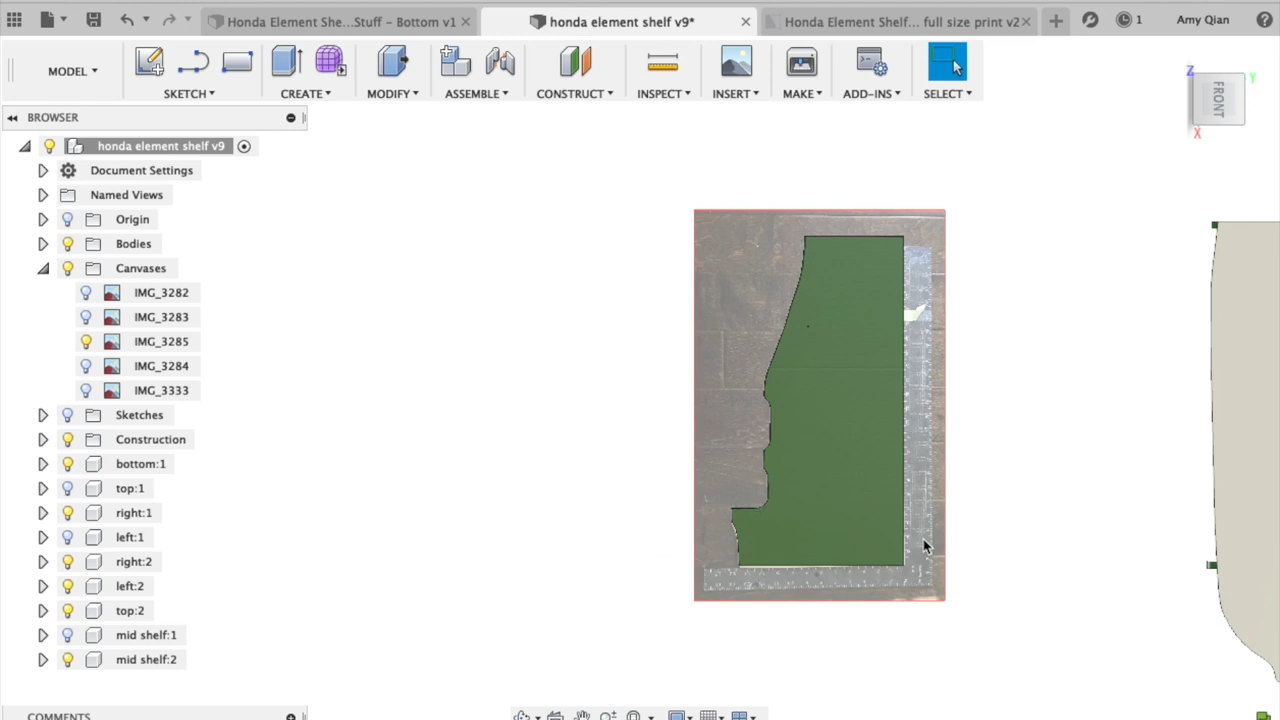 Honda Element She...Stuff - Bottom v1
honda element shelf v9*
Honda Element Shelf... full size print v2
1
Amy Qian
MODEL
SKETCH
CREATE
MODIFY
ASSEMBLE
CONSTRUCT
INSPECT
INSERT
MAKE
ADD-INS
SELECT
Z
Y
FRONT
X
BROWSER
honda element shelf v9
Document Settings
Named Views
Origin
Bodies
Canvases
IMG_3282
IMG_3283
IMG_3285
IMG_3284
IMG_3333
Sketches
Construction
bottom:1
top:1
right:1
left:1
right:2
left:2
top:2
mid shelf:1
mid shelf:2
COMMENTS